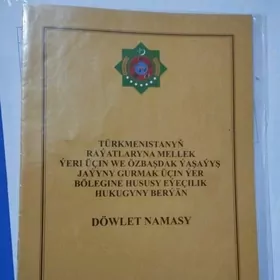 TÜRKMENISTANYŇ
RAÝATLARYNA MELLEK
ÝERI ÜÇIN WE ÖZBAŞDAK ÝAŞAÝYŞ
JAÝYNY GURMAK ÜÇIN ÝER
BÖLEGINE HUSUSY EÝEÇILIK
HUKUGYNY BERÝÄN
DÖWLET NAMASY